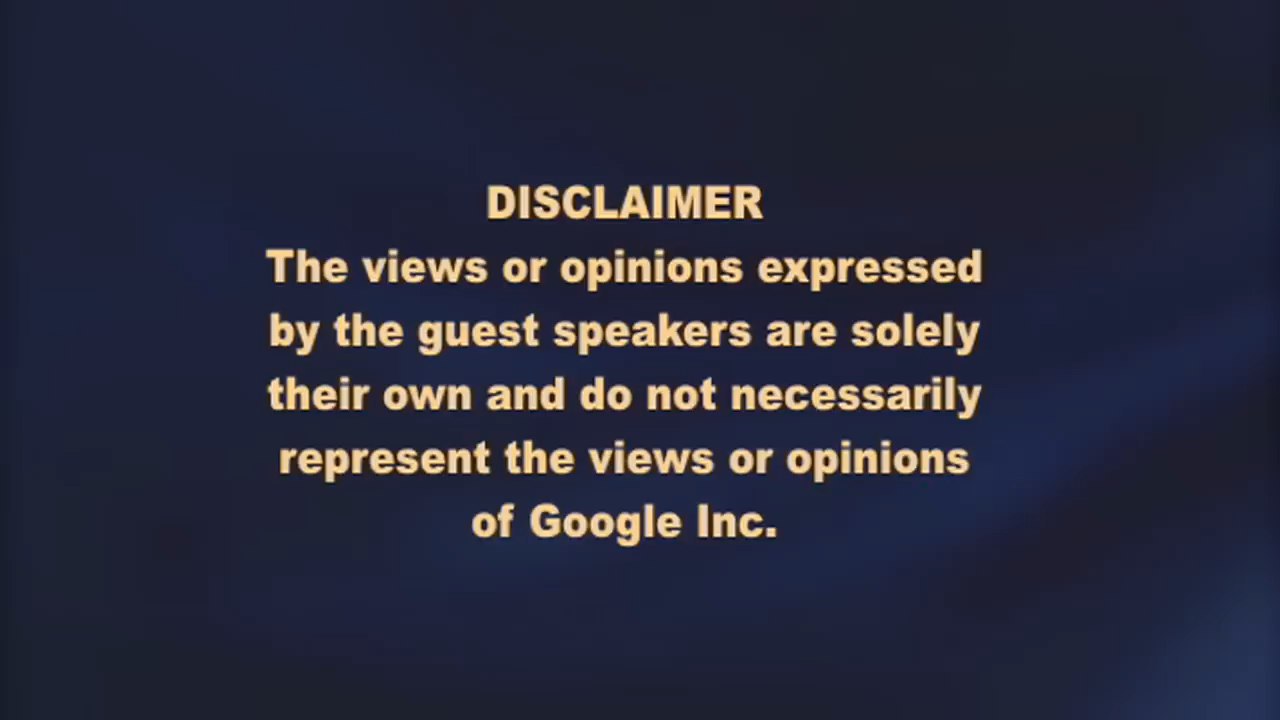 DISCLAIMER
The views or opinions expressed
by the guest speakers are solely
their own and do not necessarily
represent the views or opinions
of Google Inc.